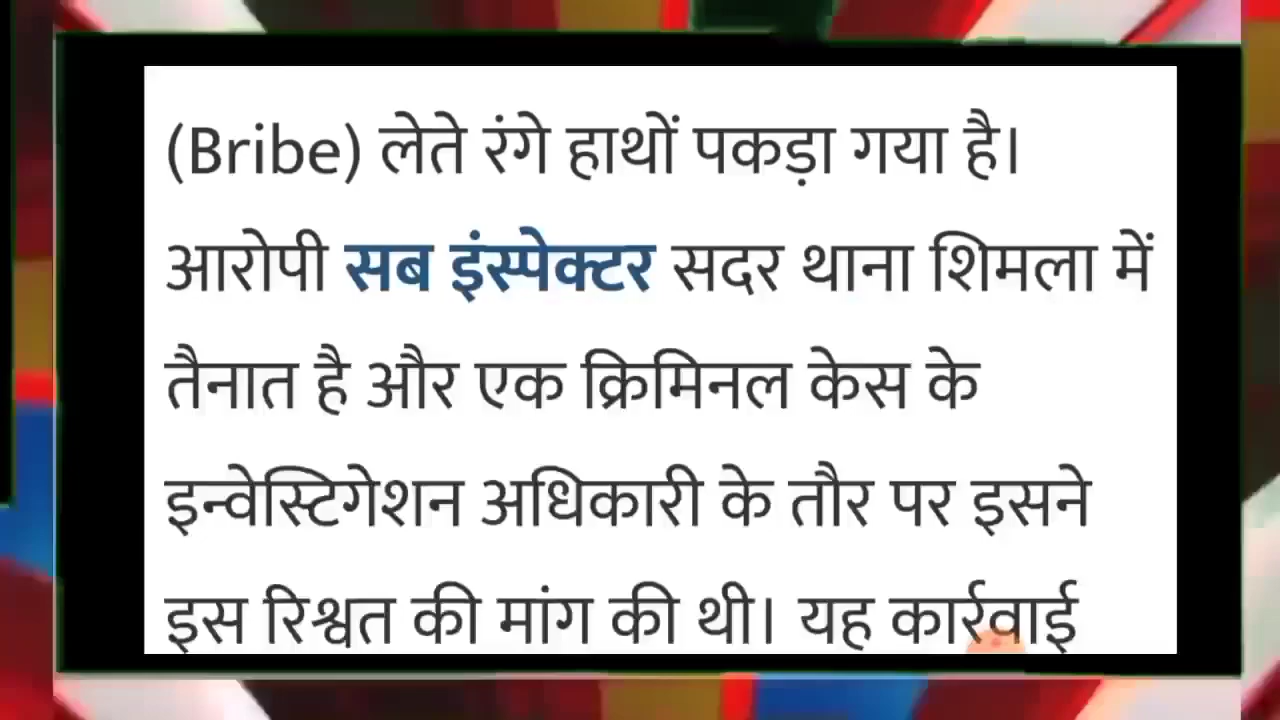 (Bribe) लेते रंगे हाथों पकड़ा गया है।
आरोपी सब इंस्पेक्टर सदर थाना शिमला में
तैनात है और एक क्रिमिनल केस के
इन्वेस्टिगेशन अधिकारी के तौर पर इसने
इस रिश्वत की मांग की थी। यह कार्रवाई